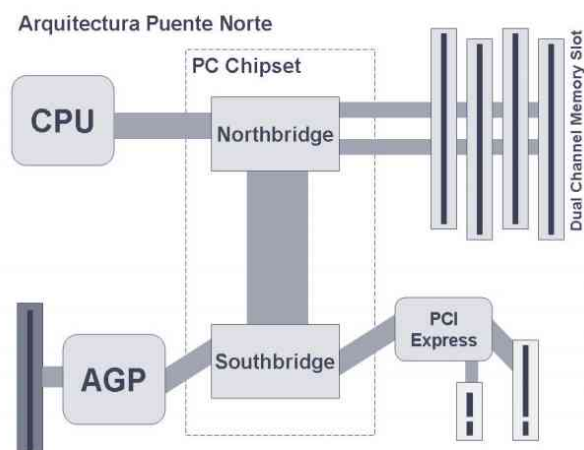 Arquitectura Puente Norte
PC Chipset
CPU
Northbridge
Dual Channel Memory Slot
AGP
Southbridge
PCI
Express